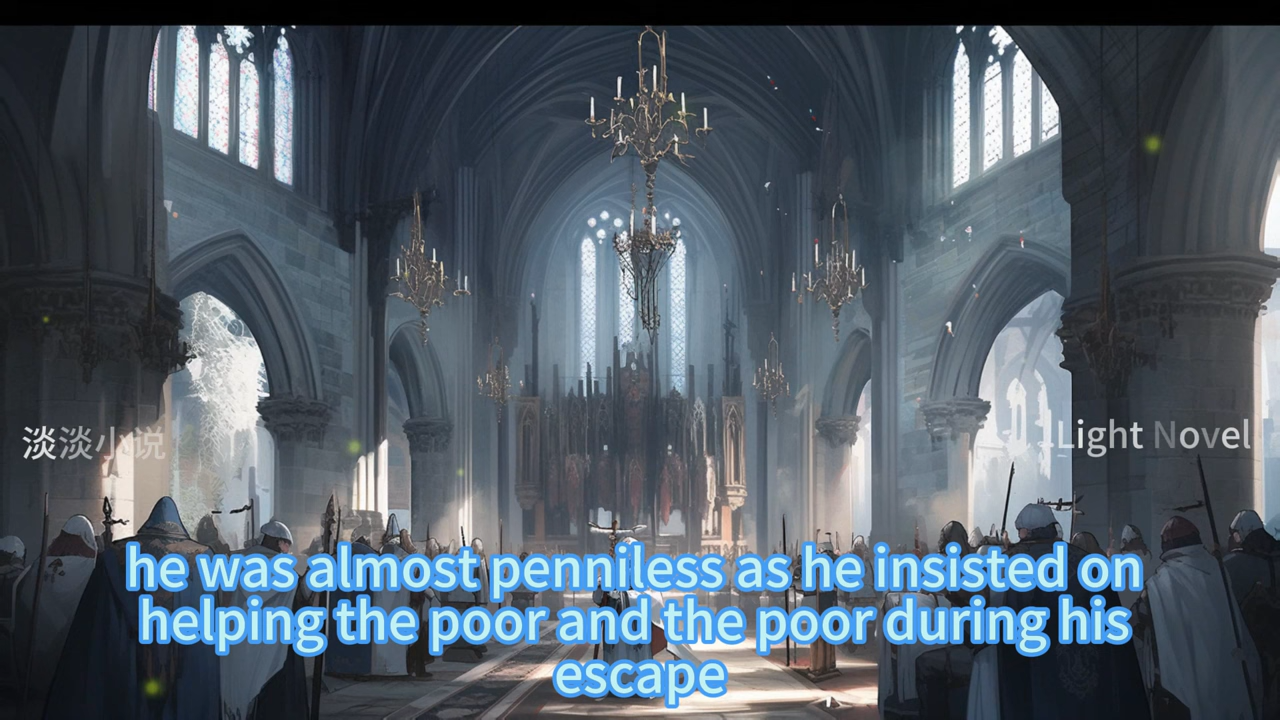 淡淡小说
Light Novel
he was almost penniless as he insisted on
helping the poor and the poor during his
escape